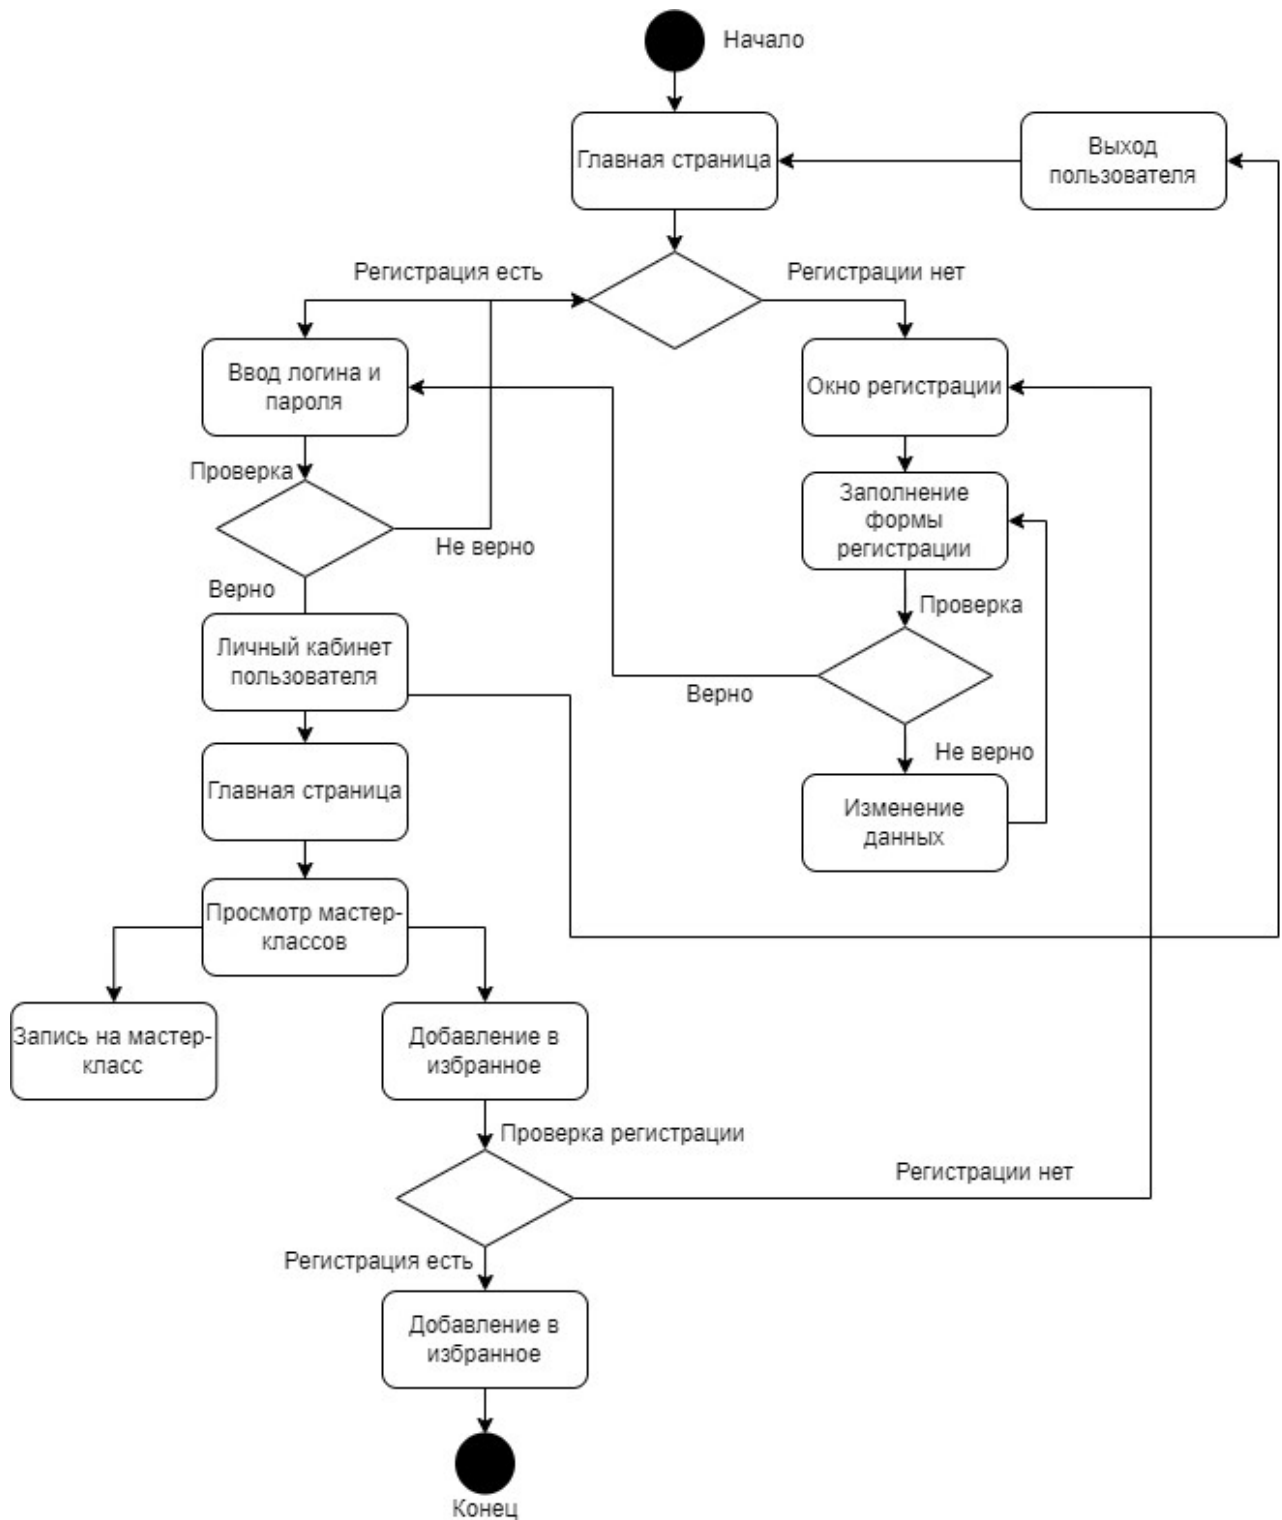 Начало
Главная страница
Выход
пользователя
Регистрация есть
Регистрации нет
Ввод логина и
пароля
Окно регистрации
Проверка
Заполнение
формы
регистрации
Не верно
Верно
Проверка
Личный кабинет
пользователя
Верно
Не верно
Главная страница
Изменение
данных
Просмотр мастер-
классов
Запись на мастер-
класс
Добавление в
избранное
Проверка регистрации
Регистрации нет
Регистрация есть
Добавление в
избранное
Конец